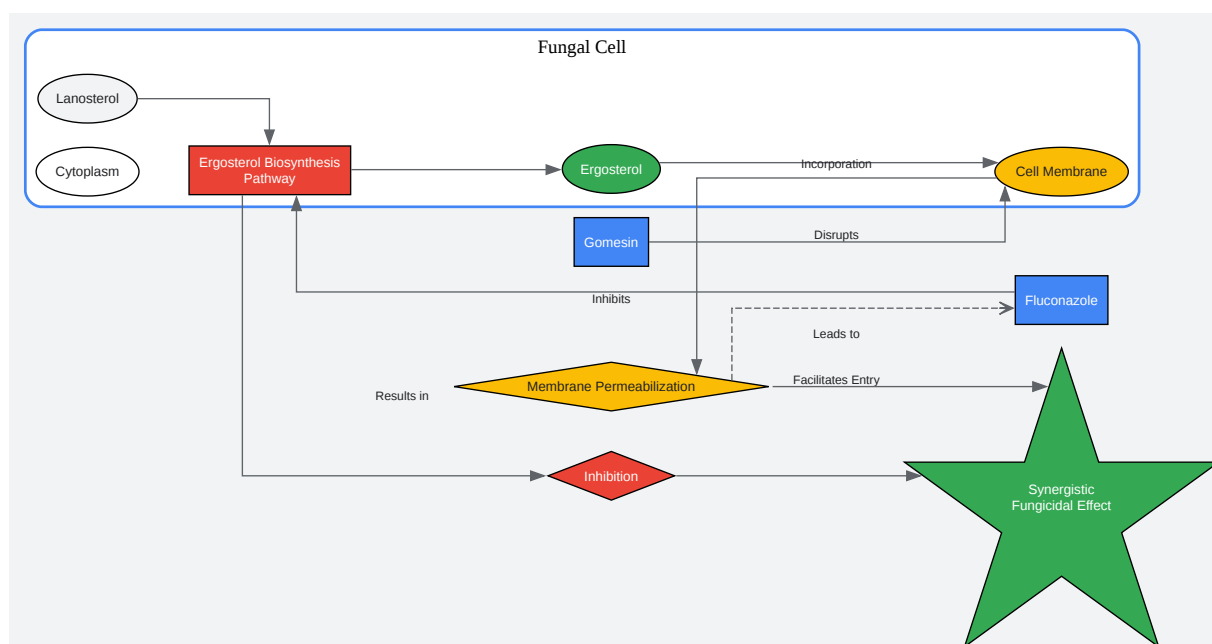 Fungal Cell
Lanosterol
Cytoplasm
Ergosterol Biosynthesis
Pathway
Ergosterol
Incorporation
Cell Membrane
Gomesin
Disrupts
Inhibits
Fluconazole
Leads to
Membrane Permeabilization
Facilitates Entry
Results in
Inhibition
Synergistic
Fungicidal Effect